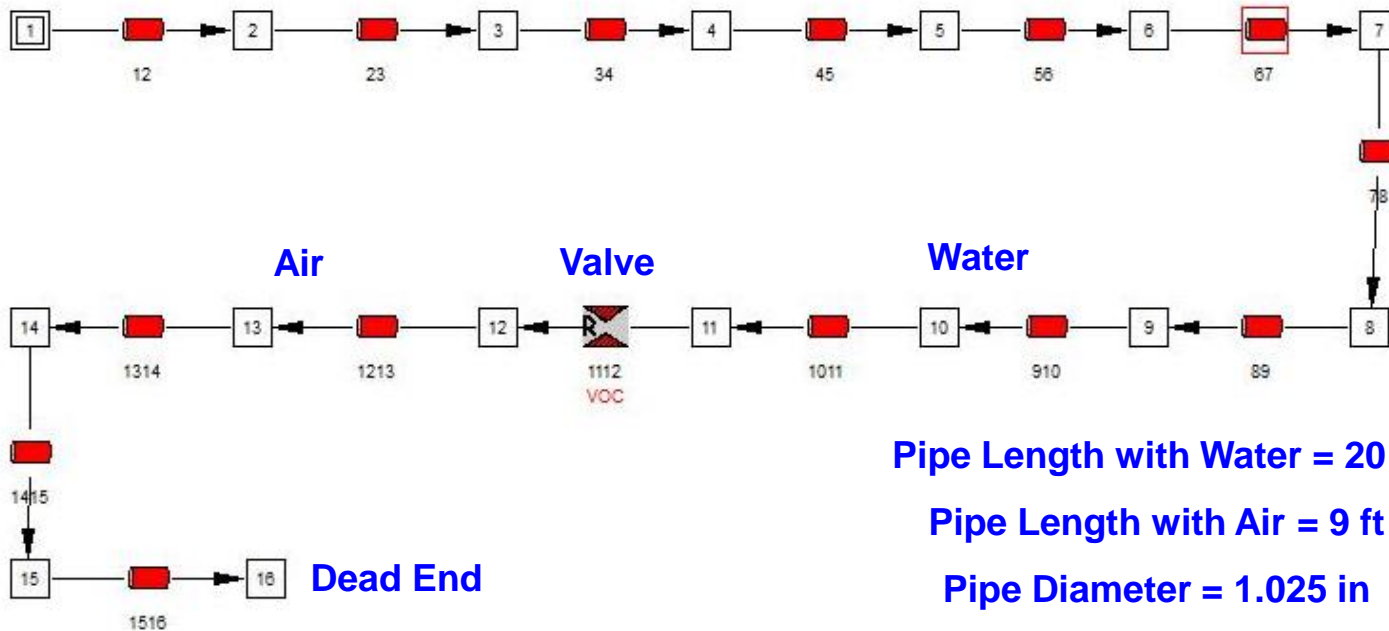 1 2 3 4 5 6 7
12 23 34 45 56 67
78
Air Valve Water
14 13 12 R 11 10 9 8
1314 1213 1112 1011 910 89
VOC
Pipe Length with Water = 20
1415
Pipe Length with Air = 9 ft
15 16 Dead End
Pipe Diameter = 1.025 in
1516